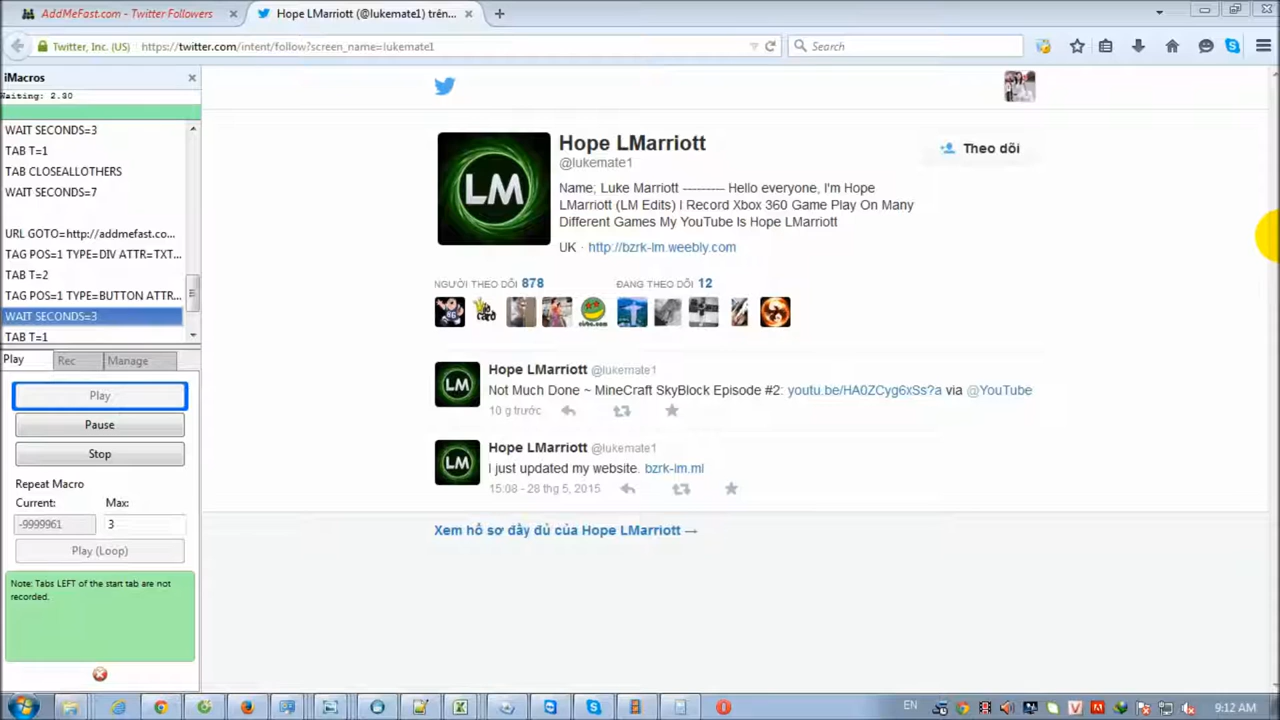 AddMeFast.com - Twitter Followers
Hope LMarriott (@lukemate1) trên...
Twitter, Inc. (US)
https://twitter.com/intent/follow?screen_name=lukemate1
Search
iMacros
Waiting: 2.30
WAIT SECONDS=3
TAB T=1
TAB CLOSEALLOTHERS
WAIT SECONDS=7
URL GOTO=http://addmefast.co...
TAG POS=1 TYPE=DIV ATTR=TXT...
TAB T=2
TAG POS=1 TYPE=BUTTON ATTR...
WAIT SECONDS=3
TAB T=1
Play
Rec
Manage
Play
Pause
Stop
Repeat Macro
Current:
Max:
-9999961
3
Play (Loop)
Note: Tabs LEFT of the start tab are not
recorded.
LM
Hope LMarriott
@lukemate1
Theo dõi
Name; Luke Marriott --------- Hello everyone, I'm Hope
LMarriott (LM Edits) I Record Xbox 360 Game Play On Many
Different Games My YouTube Is Hope LMarriott
UK · http://bzrk-lm.weebly.com
NGƯỜI THEO DÕI 878
ĐANG THEO DÕI 12
LM
Hope LMarriott @lukemate1
Not Much Done ~ MineCraft SkyBlock Episode #2: youtu.be/HA0ZCyg6xSs?a via @YouTube
10 g trước
LM
Hope LMarriott @lukemate1
I just updated my website. bzrk-lm.ml
15:08 - 28 thg 5, 2015
Xem hồ sơ đầy đủ của Hope LMarriott →
EN
9:12 AM